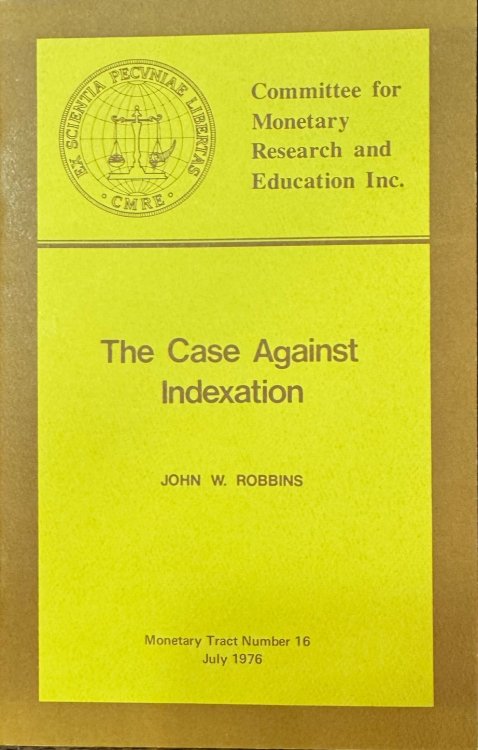 EX SCIENTIA PECVNIAE LIBERTAS
· CMRE ·
Committee for
Monetary
Research and
Education Inc.
The Case Against
Indexation
JOHN W. ROBBINS
Monetary Tract Number 16
July 1976